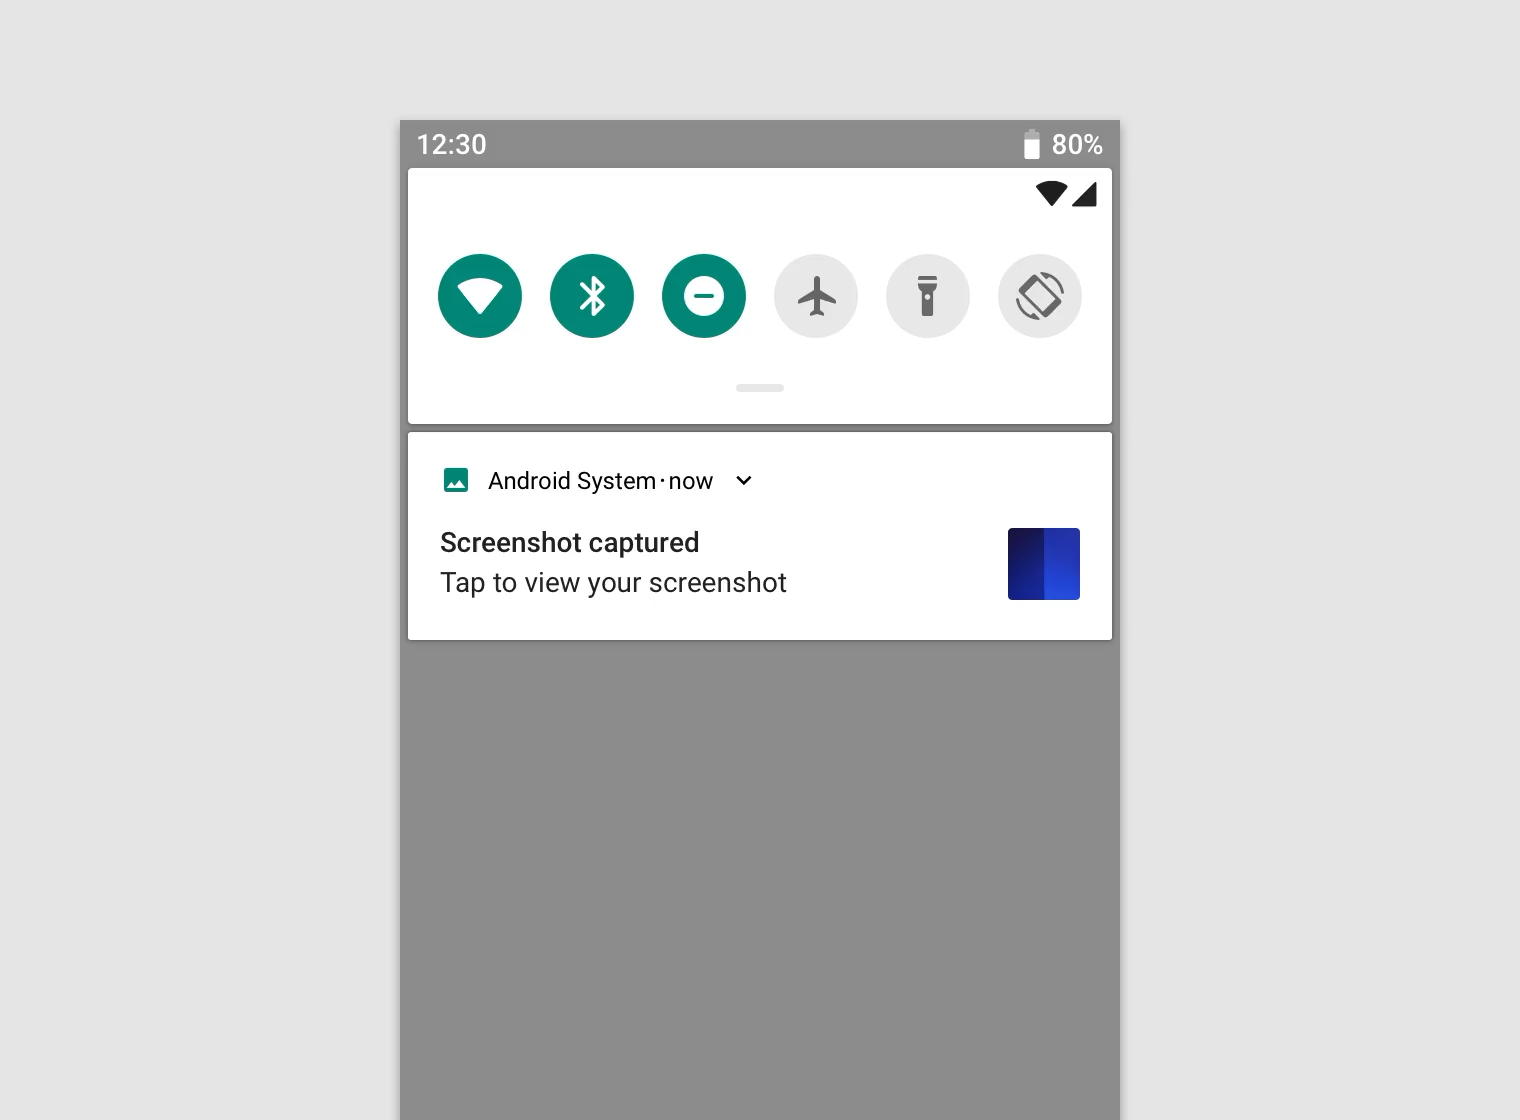 12:30
80%
Android System · now
Screenshot captured
Tap to view your screenshot